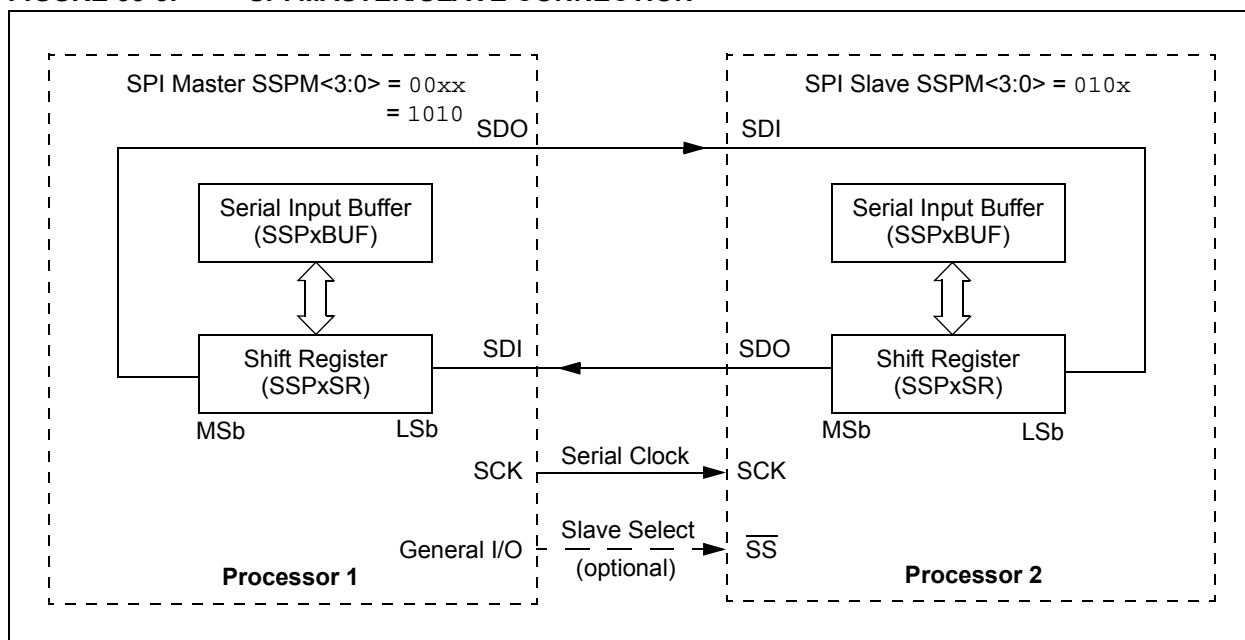 SPI Master SSPM<3:0> = 00xx
= 1010
SDO
Serial Input Buffer
(SSPxBUF)
Shift Register
(SSPxSR)
MSb
LSb
SDI
SCK
General I/O
Processor 1
Serial Clock
Slave Select
(optional)
SPI Slave SSPM<3:0> = 010x
SDI
Serial Input Buffer
(SSPxBUF)
SDO
Shift Register
(SSPxSR)
MSb
LSb
SCK
SS
Processor 2